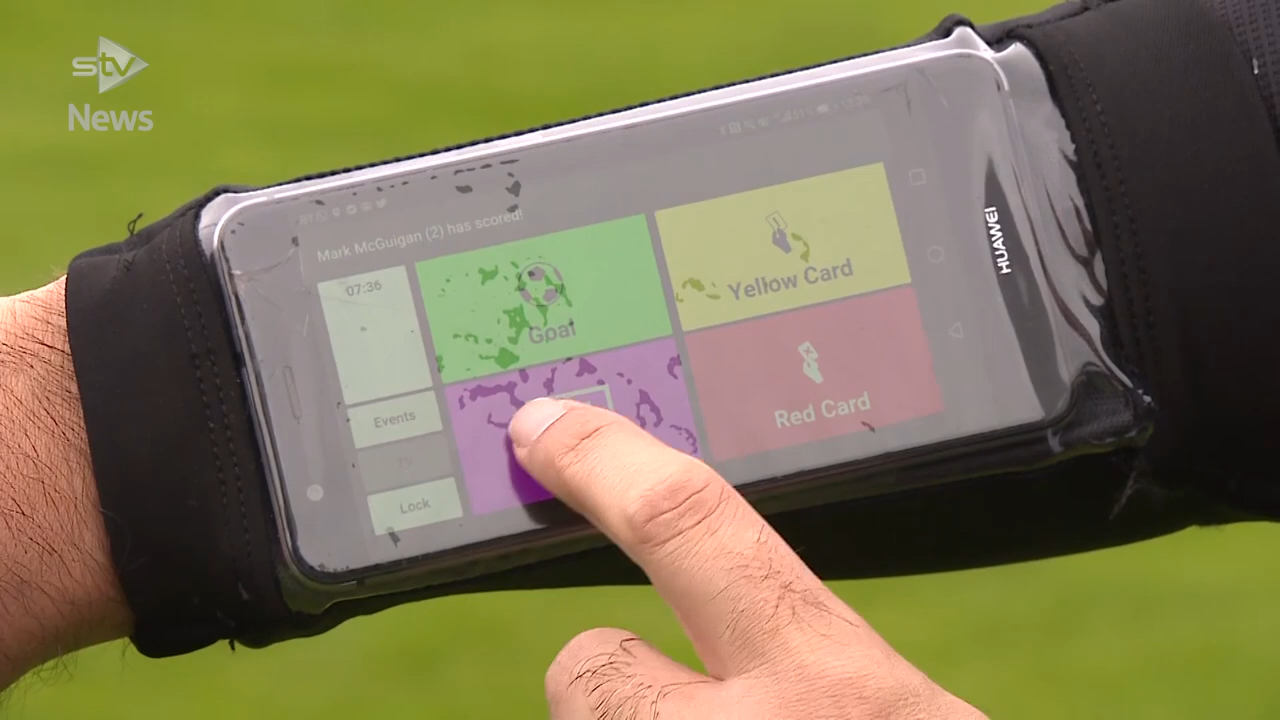 stv
News
Mark McGuigan (2) has scored!
07:36
Goal
Yellow Card
Events
Red Card
Lock
HUAWEI